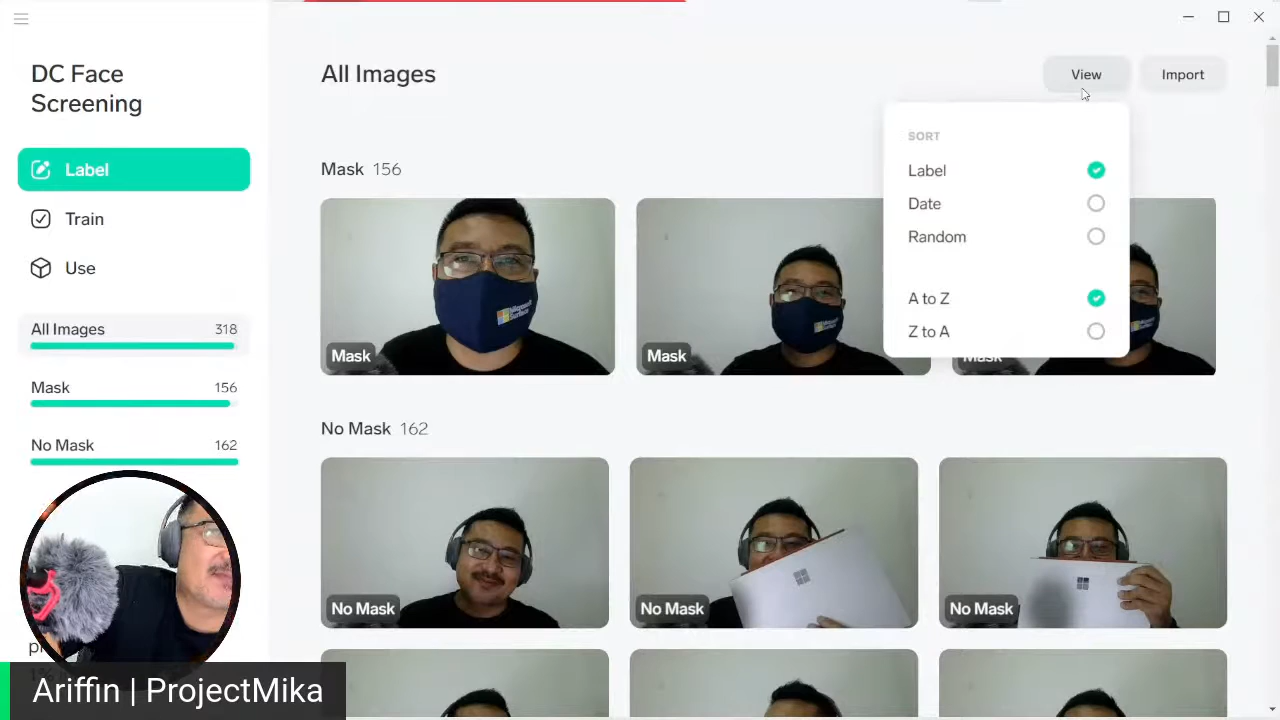 DC Face
Screening
Label
Train
Use
All Images 318
Mask 156
No Mask 162
Ariffin | ProjectMika
All Images
View
Import
SORT
Label
Date
Random
A to Z
Z to A
Mask 156
Mask
Mask
Mask
No Mask 162
No Mask
No Mask
No Mask